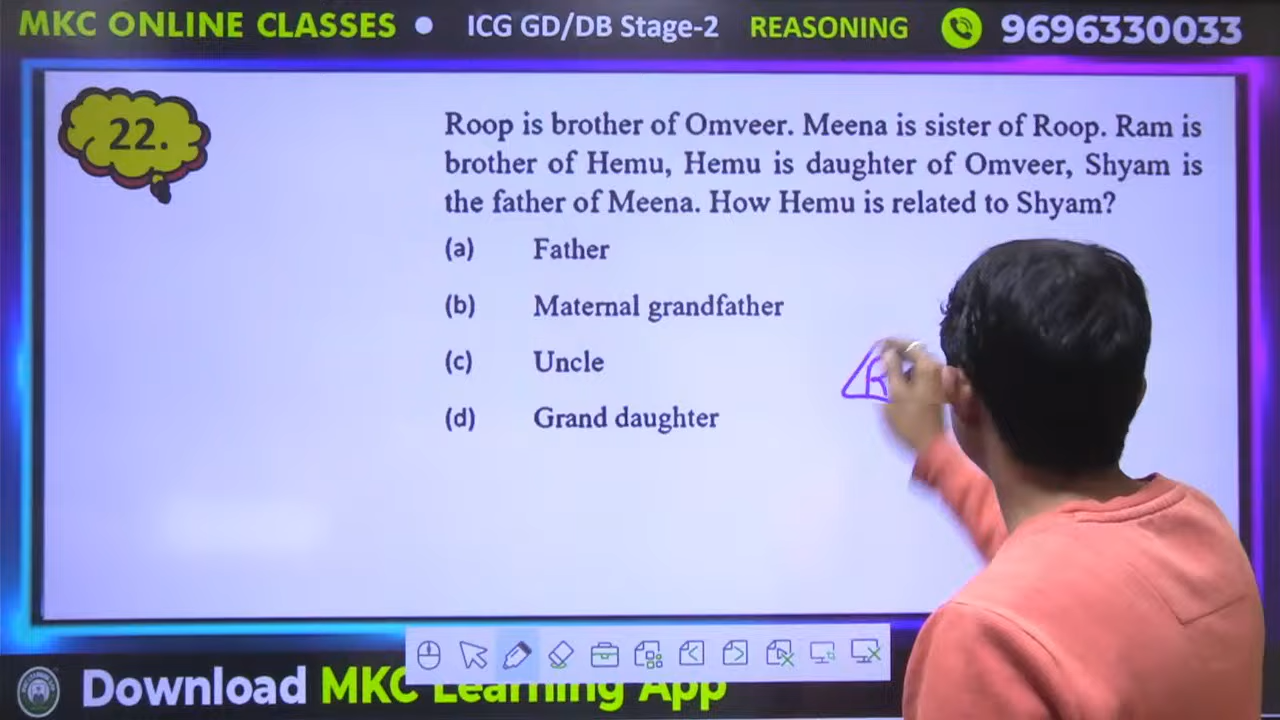 MKC ONLINE CLASSES ● ICG GD/DB Stage-2 REASONING 9696330033
22.
Roop is brother of Omveer. Meena is sister of Roop. Ram is
brother of Hemu, Hemu is daughter of Omveer, Shyam is
the father of Meena. How Hemu is related to Shyam?
(a) Father
(b) Maternal grandfather
(c) Uncle
(d) Grand daughter
R
Download MKC Learning App